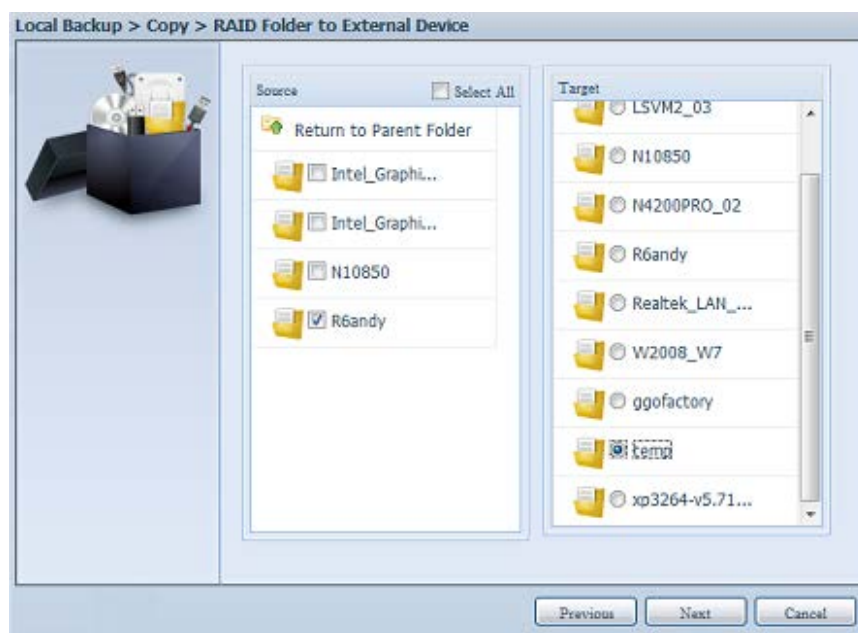 Local Backup > Copy > RAID Folder to External Device
Source
Select All
Return to Parent Folder
Intel_Graphi...
Intel_Graphi...
N10850
R6andy
Target
LSVM2_03
N10850
N4200PRO_02
R6andy
Realtek_LAN_...
W2008_W7
ggofactory
temp
xp3264-v5.71...
Previous
Next
Cancel